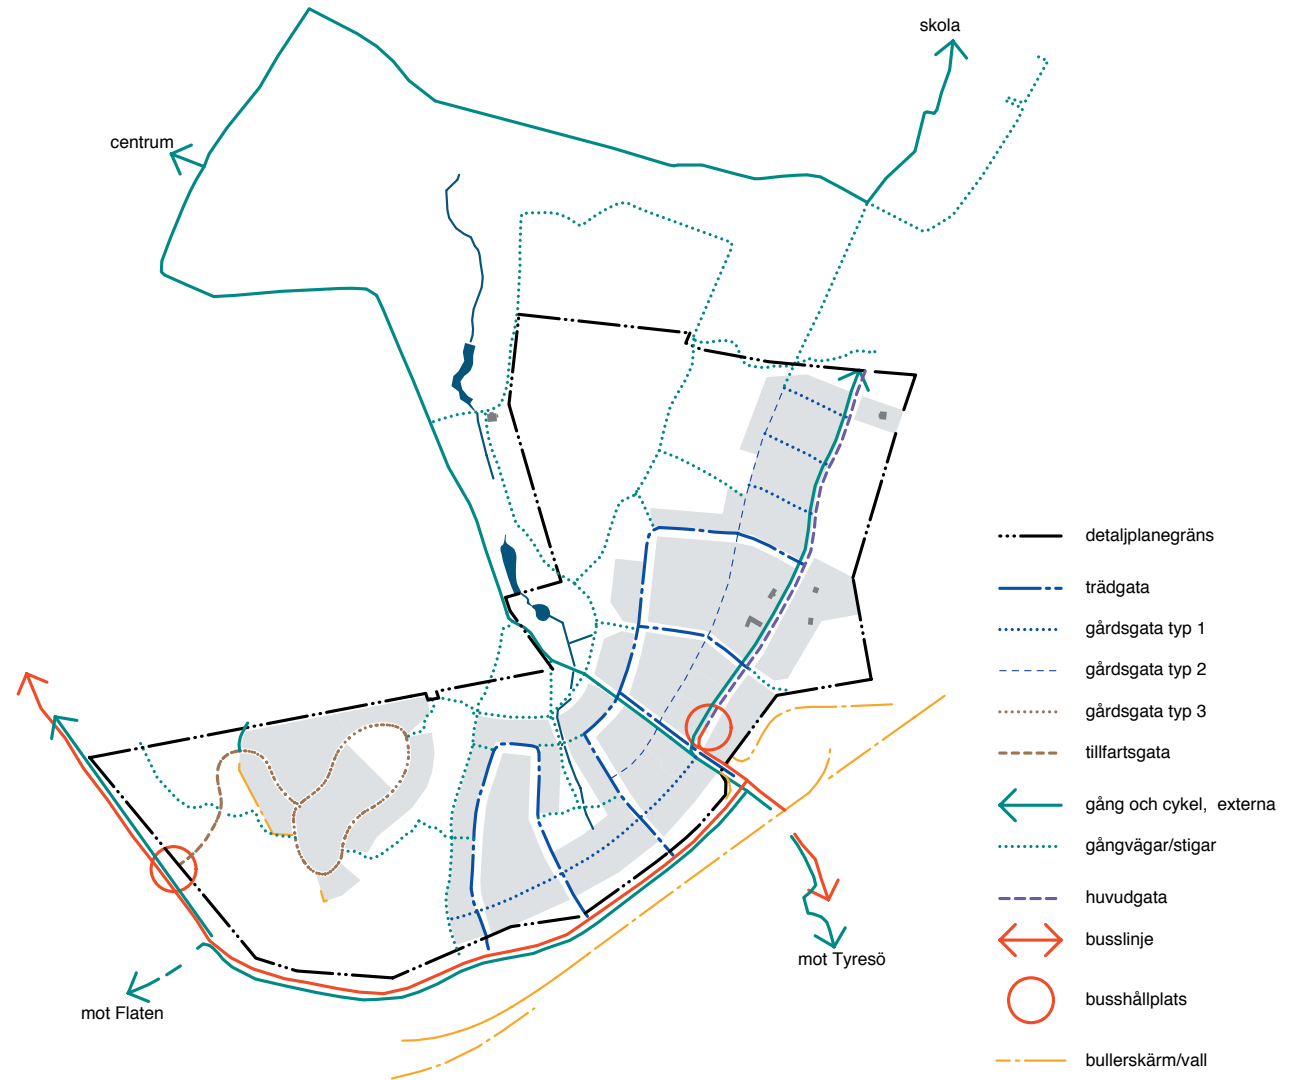 skola
centrum
detaljplanegräns
trädgata
gårdsgata typ 1
gårdsgata typ 2
gårdsgata typ 3
tillfartsgata
gång och cykel, externa
gångvägar/stigar
huvudgata
busslinje
busshållplats
bullerskärm/vall
mot Tyresö
mot Flaten